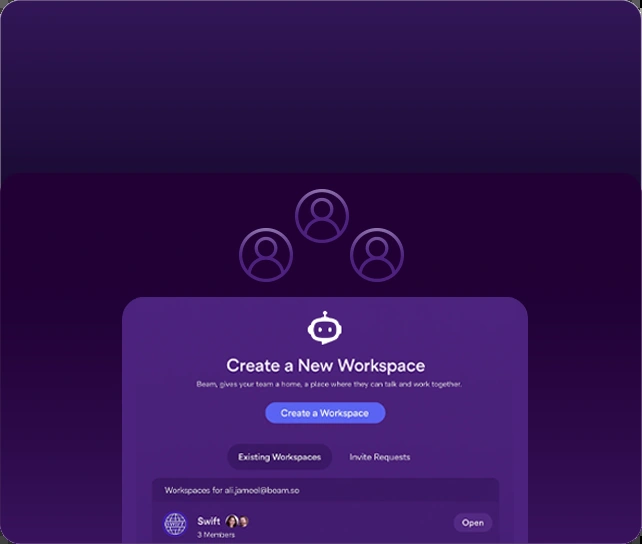 Create a New Workspace
Beam, gives your team a home, a place where they can talk and work together.
Create a Workspace
Existing Workspaces Invite Requests
Workspaces for ali.jameel@beam.so
Swift
Open
3 Members